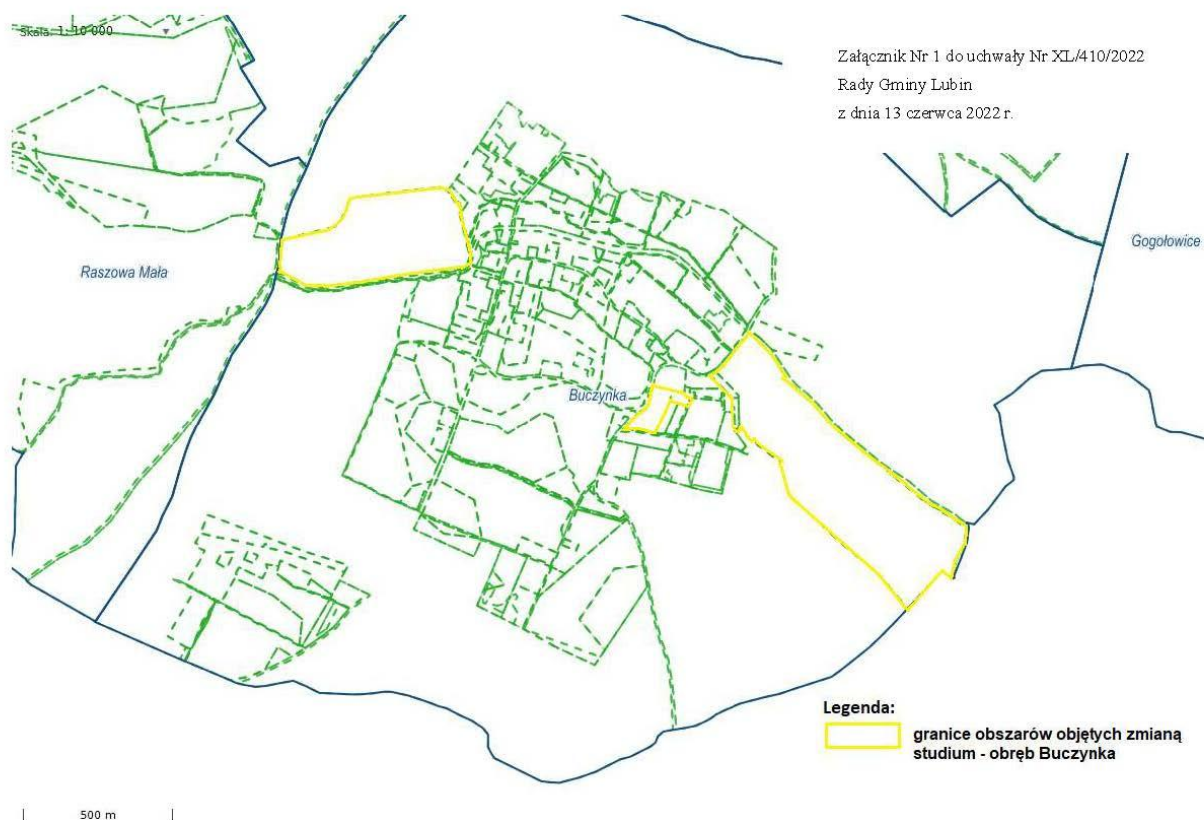 Skala: 1:10 000
Załącznik Nr 1 do uchwały Nr XL/410/2022
Rady Gminy Lubin
z dnia 13 czerwca 2022 r.
Gogołowice
Raszowa Mała
Buczynka
Legenda:
granice obszarów objętych zmianą
studium - obręb Buczynka
500 m